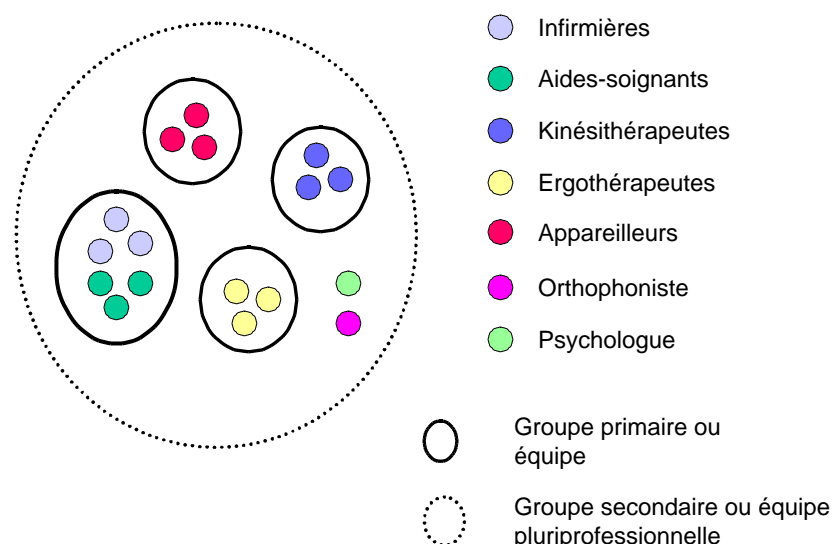 Infirmières
Aides-soignants
Kinésithérapeutes
Ergothérapeutes
Appareilleurs
Orthophoniste
Psychologue
Groupe primaire ou
équipe
Groupe secondaire ou équipe
pluriprofessionnelle